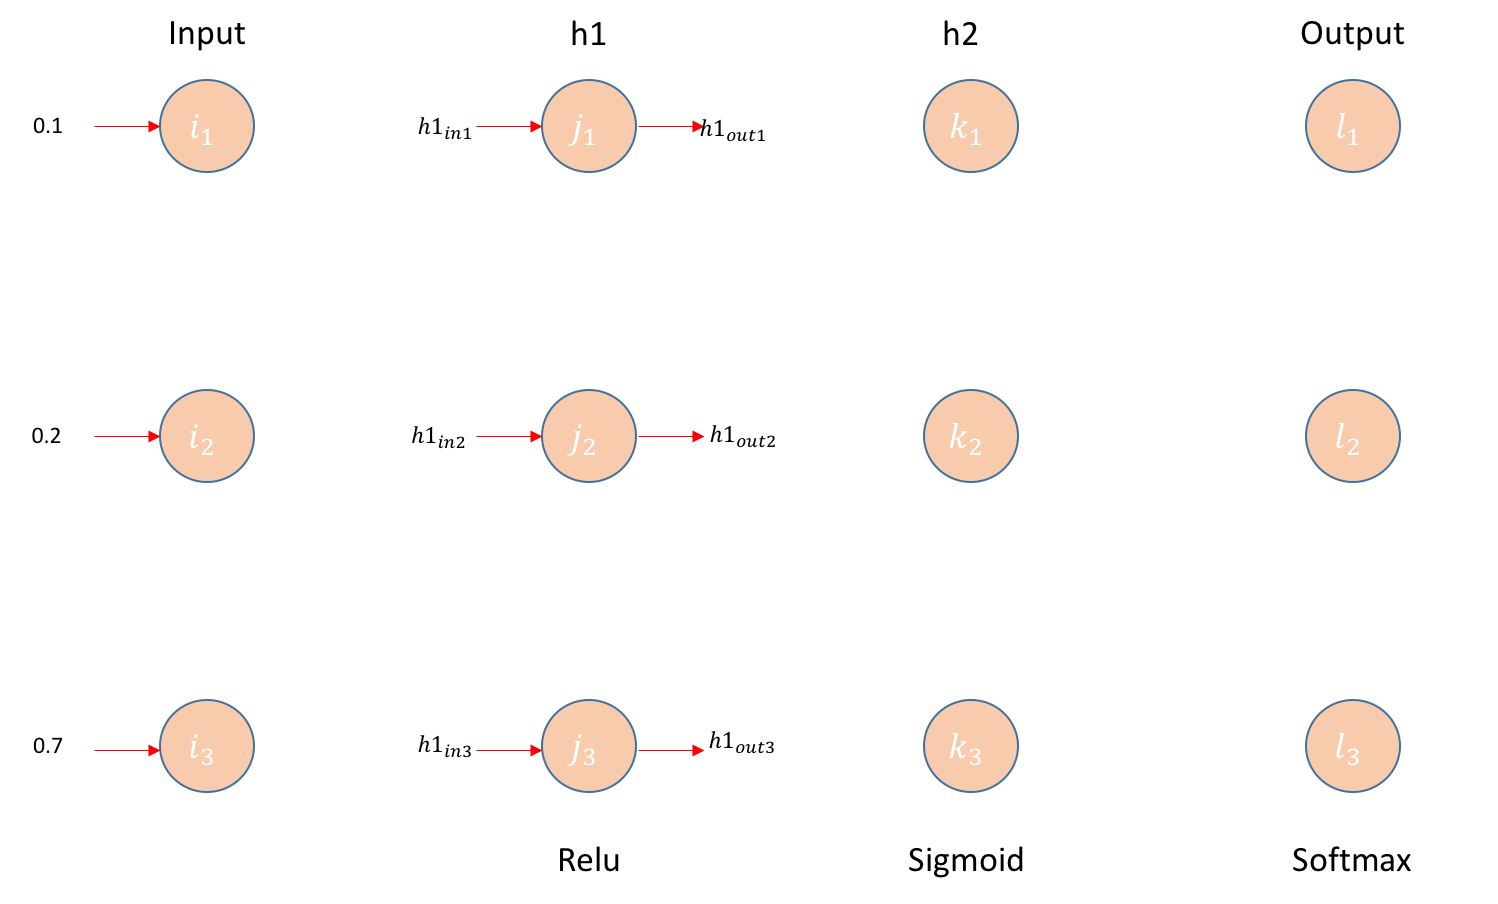 Input h1 h2 Output
0.1 i₁ h1ᵢₙ₁ j₁ h1ₒᵤₜ₁ k₁ l₁
0.2 i₂ h1ᵢₙ₂ j₂ h1ₒᵤₜ₂ k₂ l₂
0.7 i₃ h1ᵢₙ₃ j₃ h1ₒᵤₜ₃ k₃ l₃
Relu Sigmoid Softmax